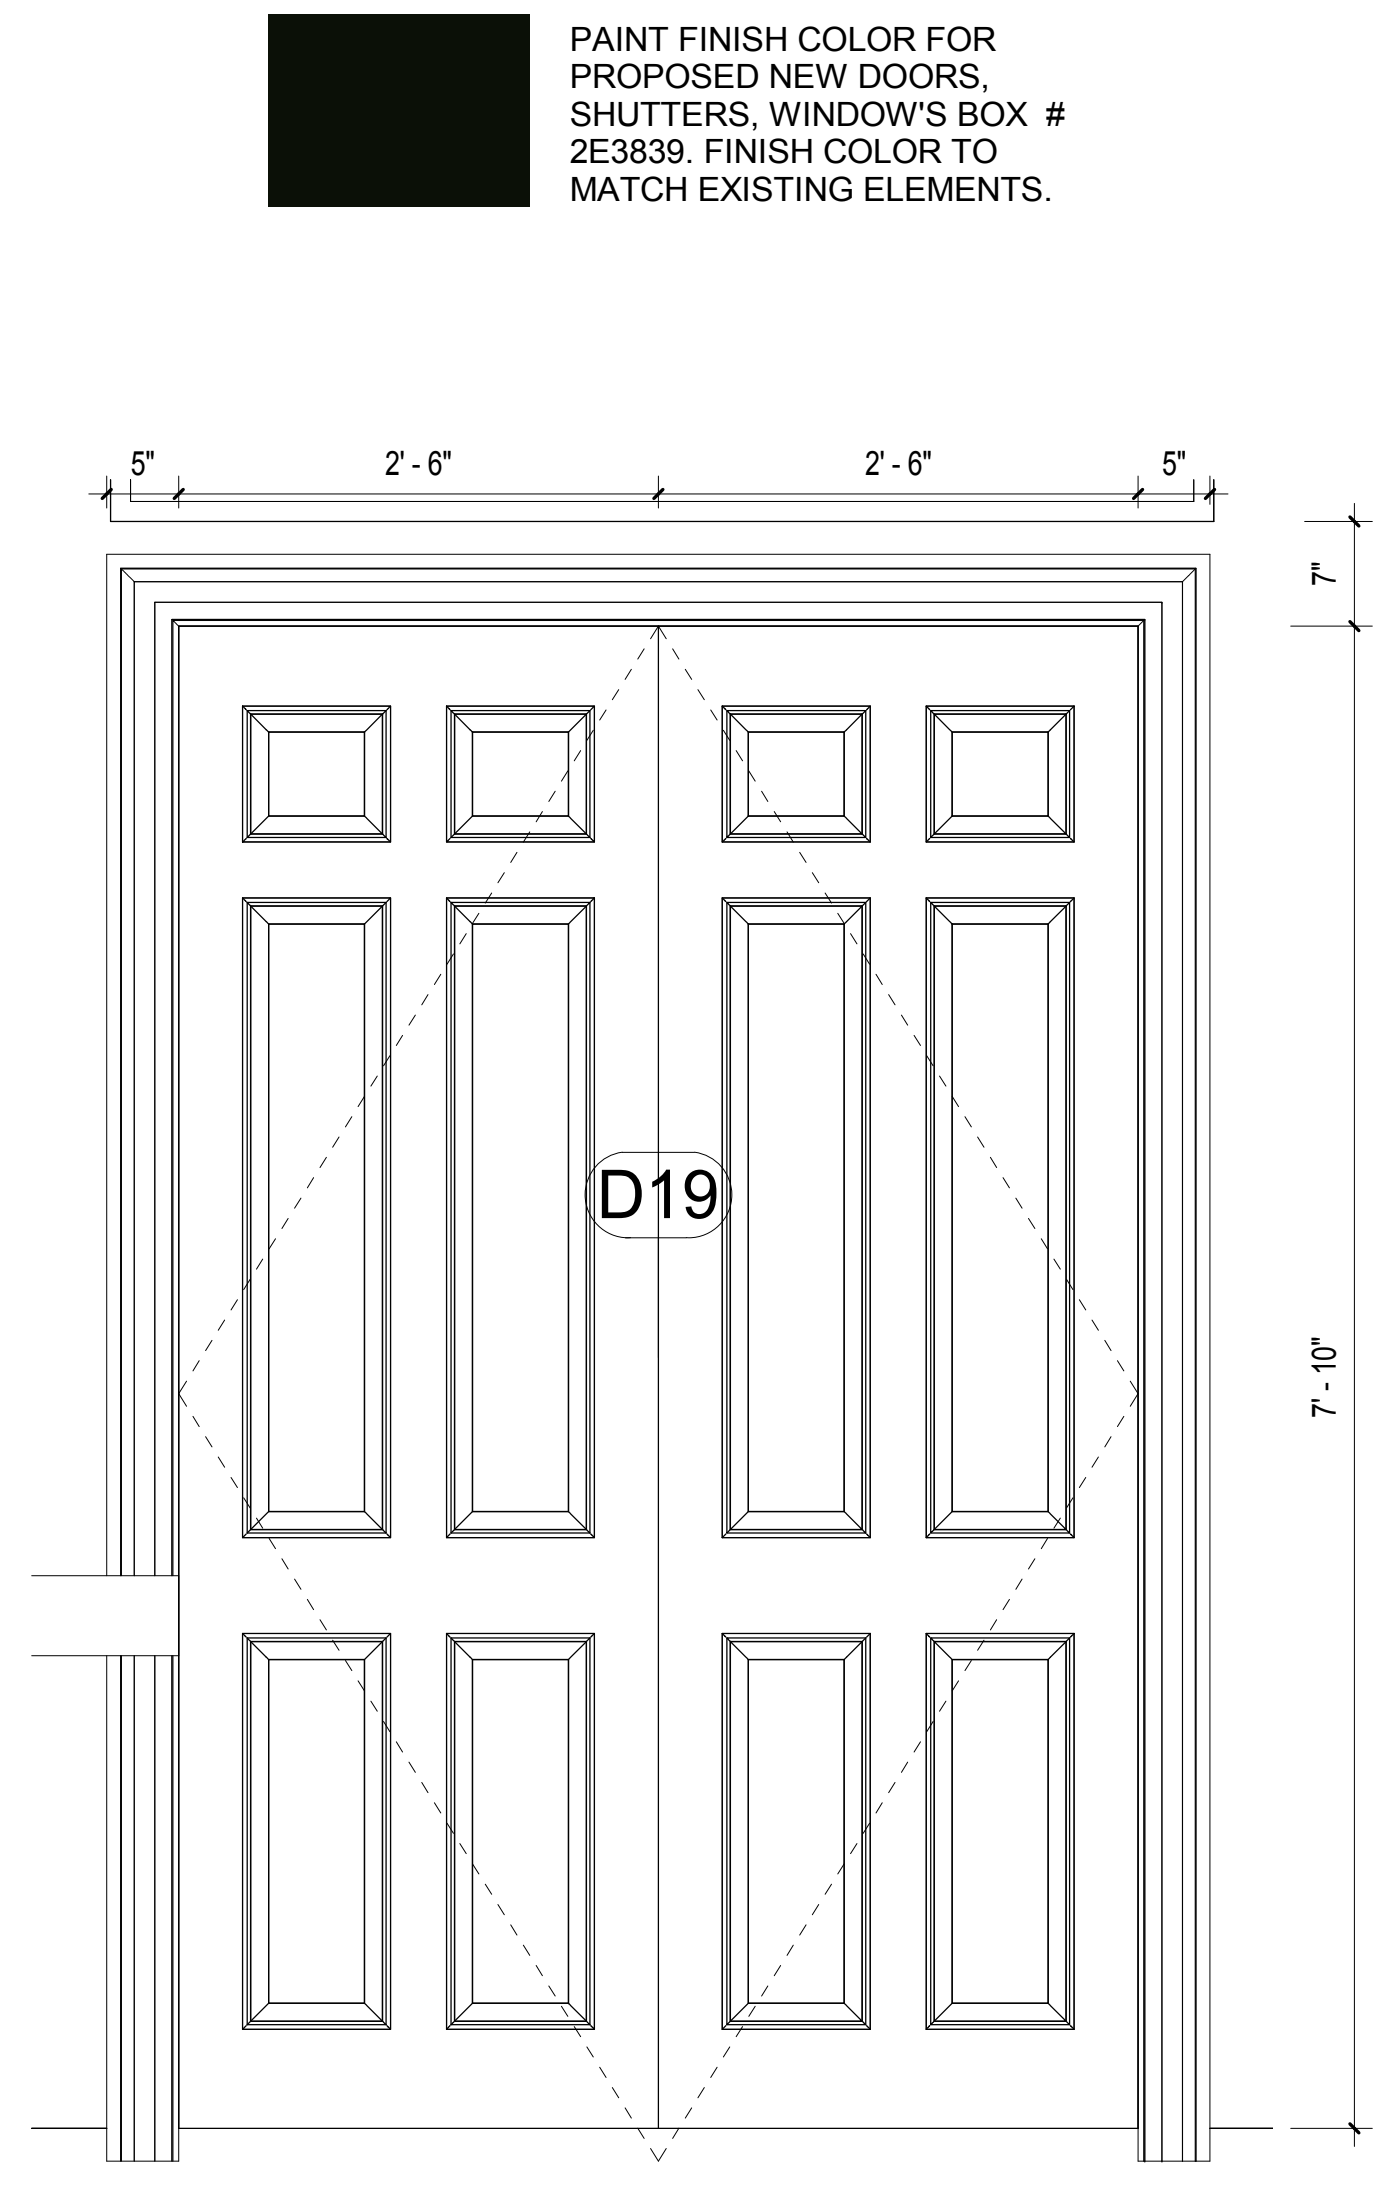 PAINT FINISH COLOR FOR
PROPOSED NEW DOORS,
SHUTTERS, WINDOW'S BOX  #
2E3839. FINISH COLOR TO
MATCH EXISTING ELEMENTS.
5" 2' - 6" 2' - 6" 5"
7"
D19
7' - 10"